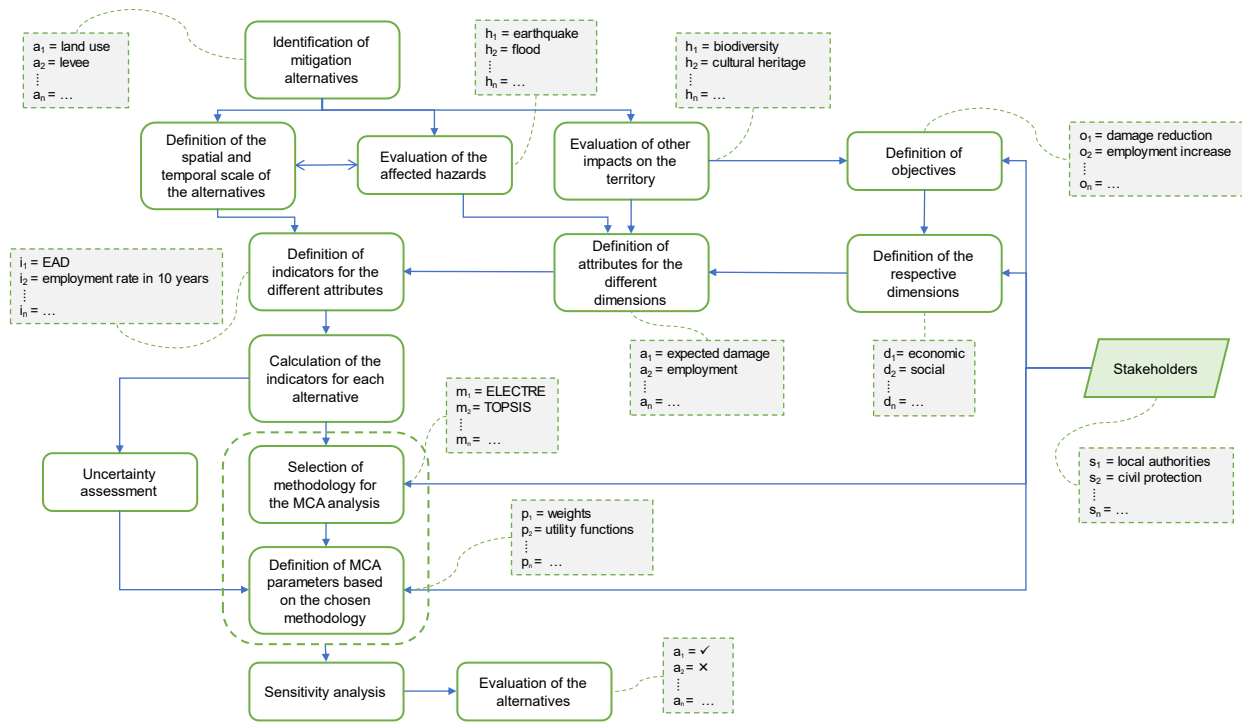 a₁ = land use
a₂ = levee
⋮
aₙ = …
Identification of
mitigation
alternatives
h₁ = earthquake
h₂ = flood
⋮
hₙ = …
h₁ = biodiversity
h₂ = cultural heritage
⋮
hₙ = …
Definition of the
spatial and
temporal scale of
the alternatives
Evaluation of the
affected hazards
Evaluation of other
impacts on the
territory
Definition of
objectives
o₁ = damage reduction
o₂ = employment increase
⋮
oₙ = …
i₁ = EAD
i₂ = employment rate in 10 years
⋮
iₙ = …
Definition of
indicators for the
different attributes
Definition of
attributes for the
different
dimensions
Definition of the
respective
dimensions
Calculation of the
indicators for each
alternative
a₁ = expected damage
a₂ = employment
⋮
aₙ = …
d₁ = economic
d₂ = social
⋮
dₙ = …
Stakeholders
m₁ = ELECTRE
m₂ = TOPSIS
⋮
mₙ = …
Uncertainty
assessment
Selection of
methodology for
the MCA analysis
s₁ = local authorities
s₂ = civil protection
⋮
sₙ = …
p₁ = weights
p₂ = utility functions
⋮
pₙ = …
Definition of MCA
parameters based
on the chosen
methodology
Sensitivity analysis
Evaluation of the
alternatives
a₁ = ✓
a₂ = ✕
⋮
aₙ = …